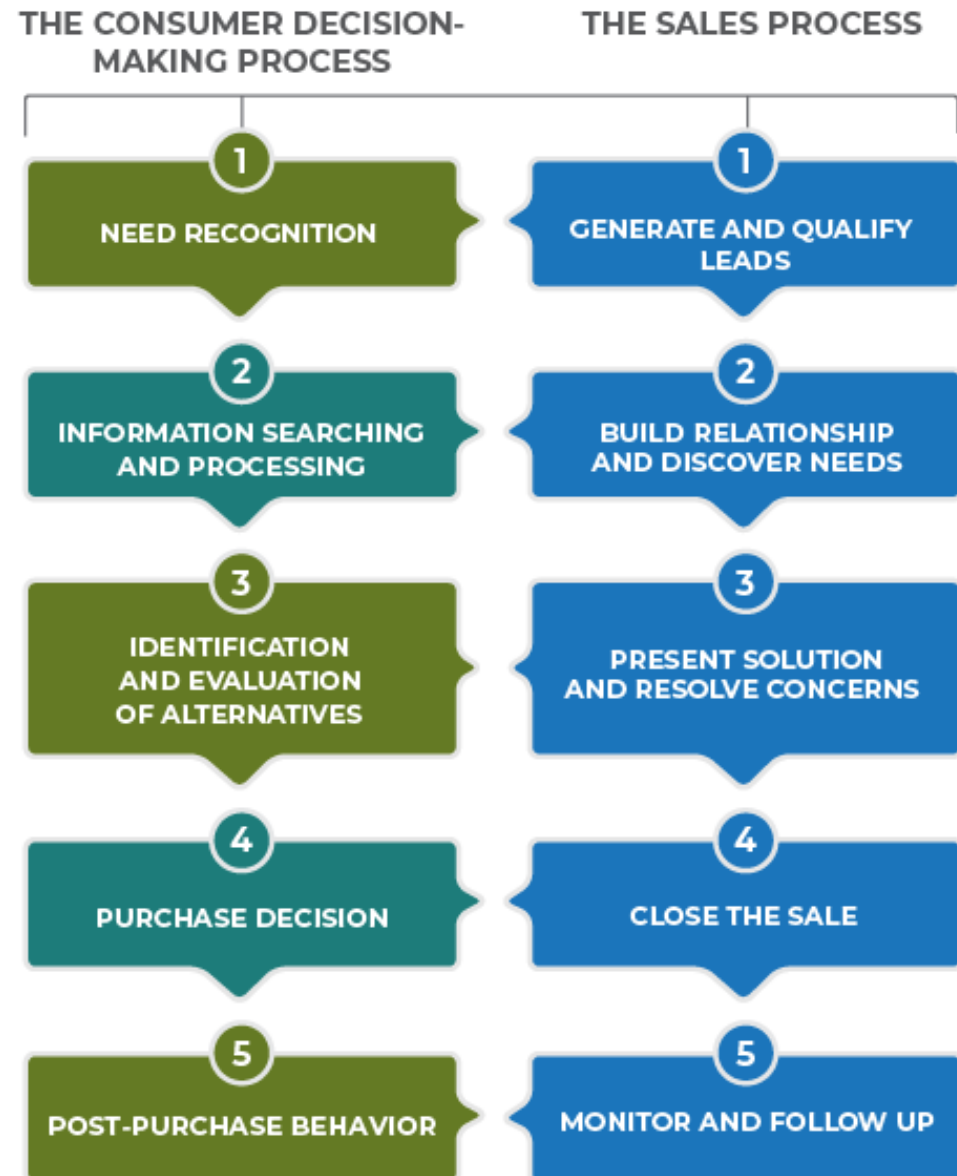 THE CONSUMER DECISION-
MAKING PROCESS
THE SALES PROCESS
1
NEED RECOGNITION
1
GENERATE AND QUALIFY
LEADS
2
INFORMATION SEARCHING
AND PROCESSING
2
BUILD RELATIONSHIP
AND DISCOVER NEEDS
3
IDENTIFICATION
AND EVALUATION
OF ALTERNATIVES
3
PRESENT SOLUTION
AND RESOLVE CONCERNS
4
PURCHASE DECISION
4
CLOSE THE SALE
5
POST-PURCHASE BEHAVIOR
5
MONITOR AND FOLLOW UP